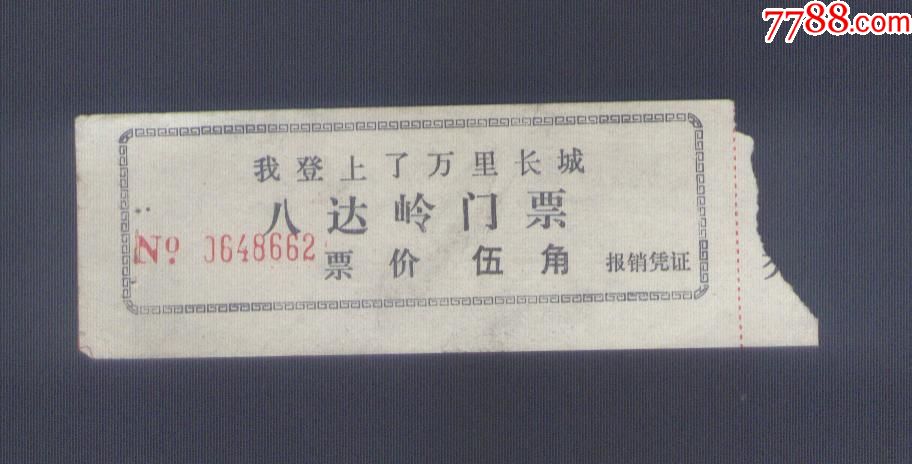 7788.com
我登上了万里长城
八达岭门票
No. 0648662
票价伍角 报销凭证